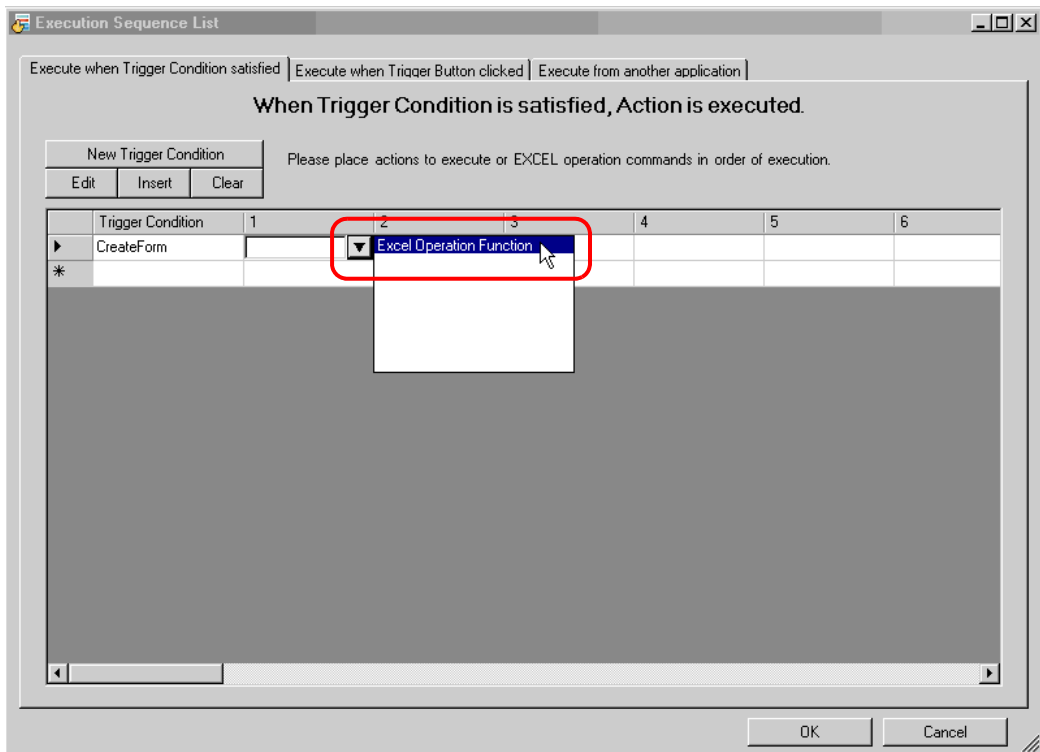 Execution Sequence List
Execute when Trigger Condition satisfied Execute when Trigger Button clicked Execute from another application
When Trigger Condition is satisfied, Action is executed.
New Trigger Condition
Please place actions to execute or EXCEL operation commands in order of execution.
Edit Insert Clear
Trigger Condition 1 2 3 4 5 6
CreateForm Excel Operation Function
OK Cancel